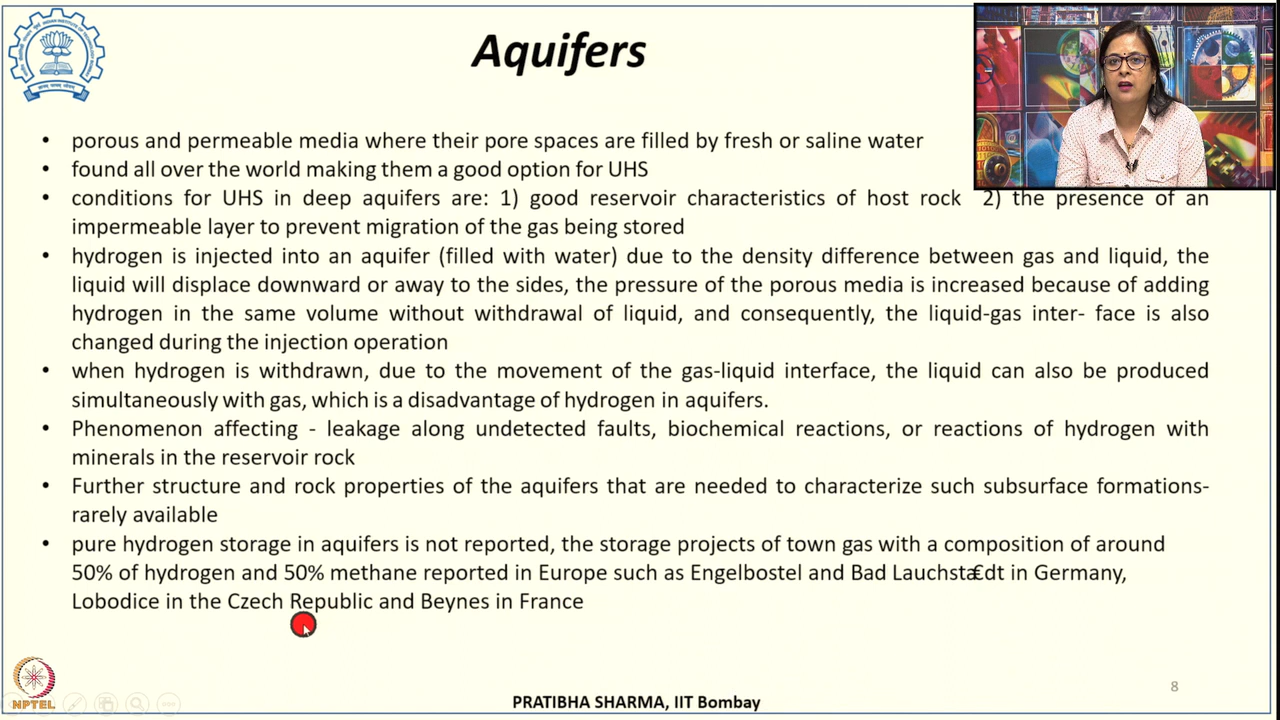 Aquifers
• porous and permeable media where their pore spaces are filled by fresh or saline water
• found all over the world making them a good option for UHS
• conditions for UHS in deep aquifers are: 1) good reservoir characteristics of host rock 2) the presence of an
impermeable layer to prevent migration of the gas being stored
• hydrogen is injected into an aquifer (filled with water) due to the density difference between gas and liquid, the
liquid will displace downward or away to the sides, the pressure of the porous media is increased because of adding
hydrogen in the same volume without withdrawal of liquid, and consequently, the liquid-gas inter- face is also
changed during the injection operation
• when hydrogen is withdrawn, due to the movement of the gas-liquid interface, the liquid can also be produced
simultaneously with gas, which is a disadvantage of hydrogen in aquifers.
• Phenomenon affecting - leakage along undetected faults, biochemical reactions, or reactions of hydrogen with
minerals in the reservoir rock
• Further structure and rock properties of the aquifers that are needed to characterize such subsurface formations-
rarely available
• pure hydrogen storage in aquifers is not reported, the storage projects of town gas with a composition of around
50% of hydrogen and 50% methane reported in Europe such as Engelbostel and Bad Lauchsta€dt in Germany,
Lobodice in the Czech Republic and Beynes in France
8
NPTEL
PRATIBHA SHARMA, IIT Bombay